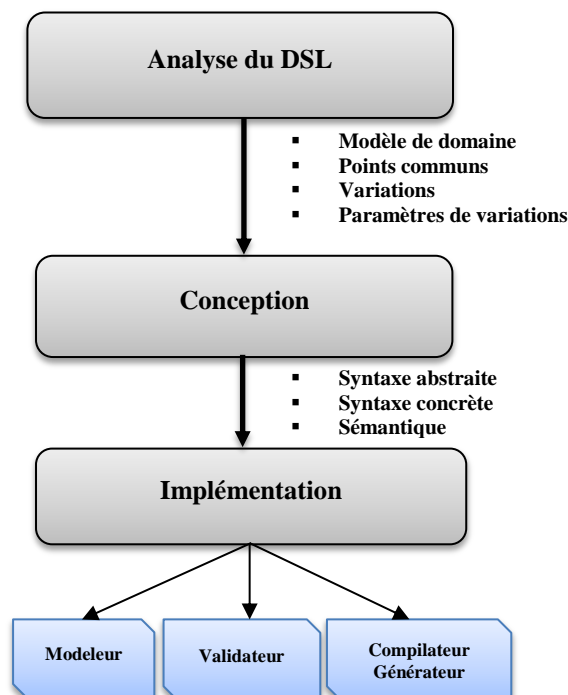 Analyse du DSL
▪ Modèle de domaine
▪ Points communs
▪ Variations
▪ Paramètres de variations
Conception
▪ Syntaxe abstraite
▪ Syntaxe concrète
▪ Sémantique
Implémentation
Modeleur
Validateur
Compilateur
Générateur